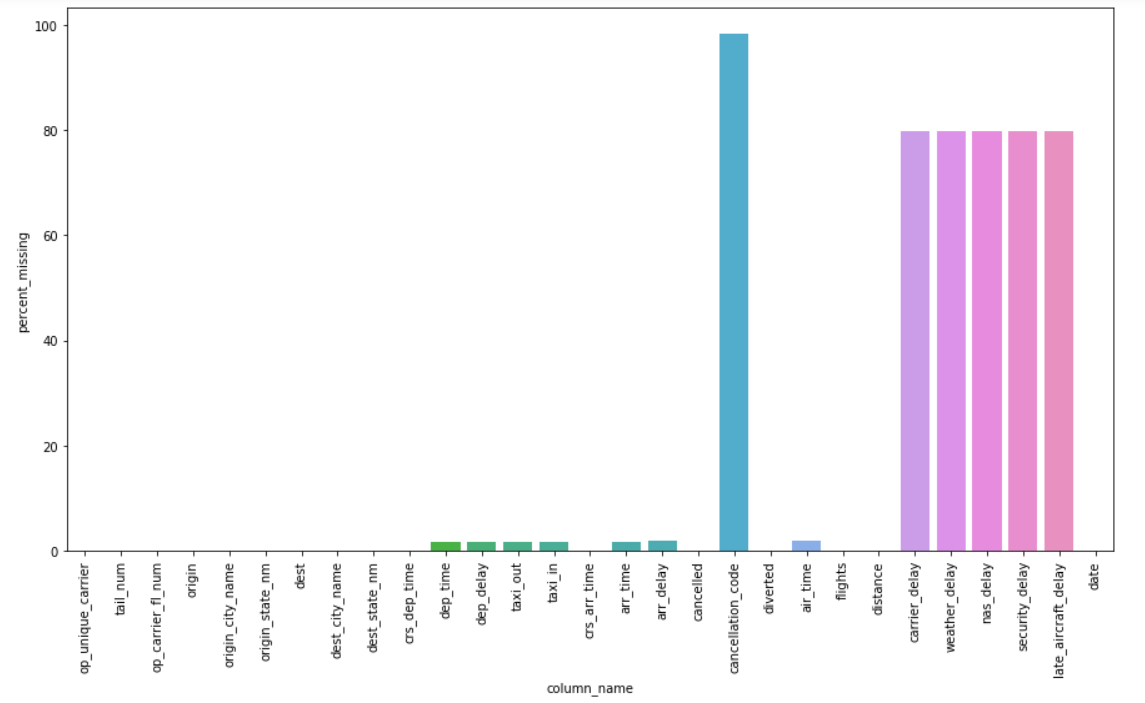 100
80
60
40
20
0
percent_missing
op_unique_carrier
tail_num
op_carrier_fl_num
origin
origin_city_name
origin_state_nm
dest
dest_city_name
dest_state_nm
crs_dep_time
dep_time
dep_delay
taxi_out
taxi_in
crs_arr_time
arr_time
arr_delay
cancelled
cancellation_code
diverted
air_time
flights
distance
carrier_delay
weather_delay
nas_delay
security_delay
late_aircraft_delay
date
column_name